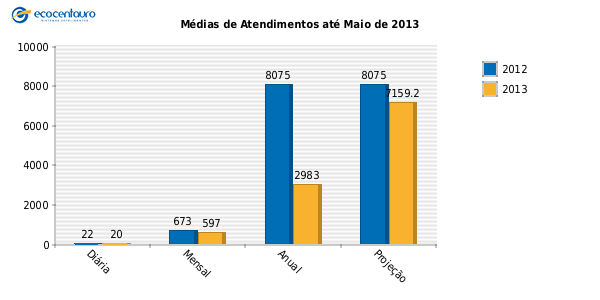 ecocentauro
Médias de Atendimentos até Maio de 2013
10000
8000
6000
4000
2000
0
22
20
673
597
8075
2983
8075
7159.2
Diária
Mensal
Anual
Projeção
2012
2013